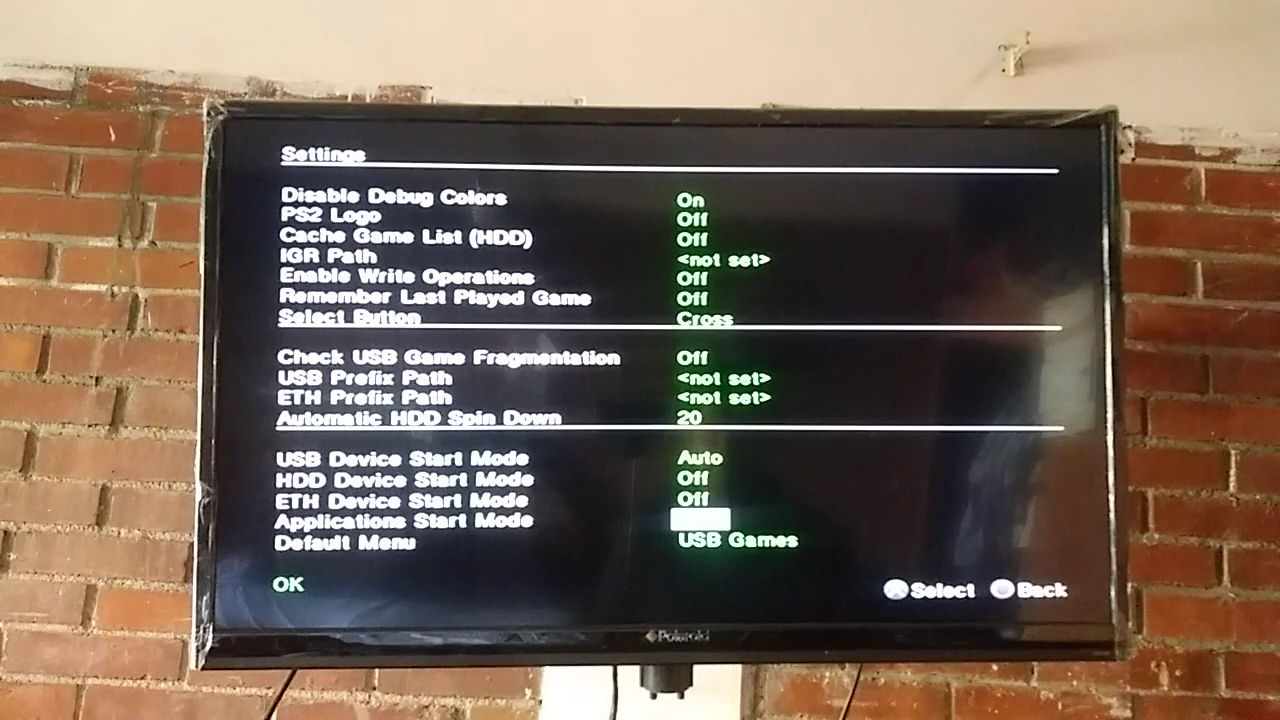 Settings
Disable Debug Colors On
PS2 Logo Off
Cache Game List (HDD) Off
IGR Path <not set>
Enable Write Operations Off
Remember Last Played Game Off
Select Button Cross
Check USB Game Fragmentation Off
USB Prefix Path <not set>
ETH Prefix Path <not set>
Automatic HDD Spin Down 20
USB Device Start Mode Auto
HDD Device Start Mode Off
ETH Device Start Mode Off
Applications Start Mode
Default Menu USB Games
OK Select Back
Polaroid